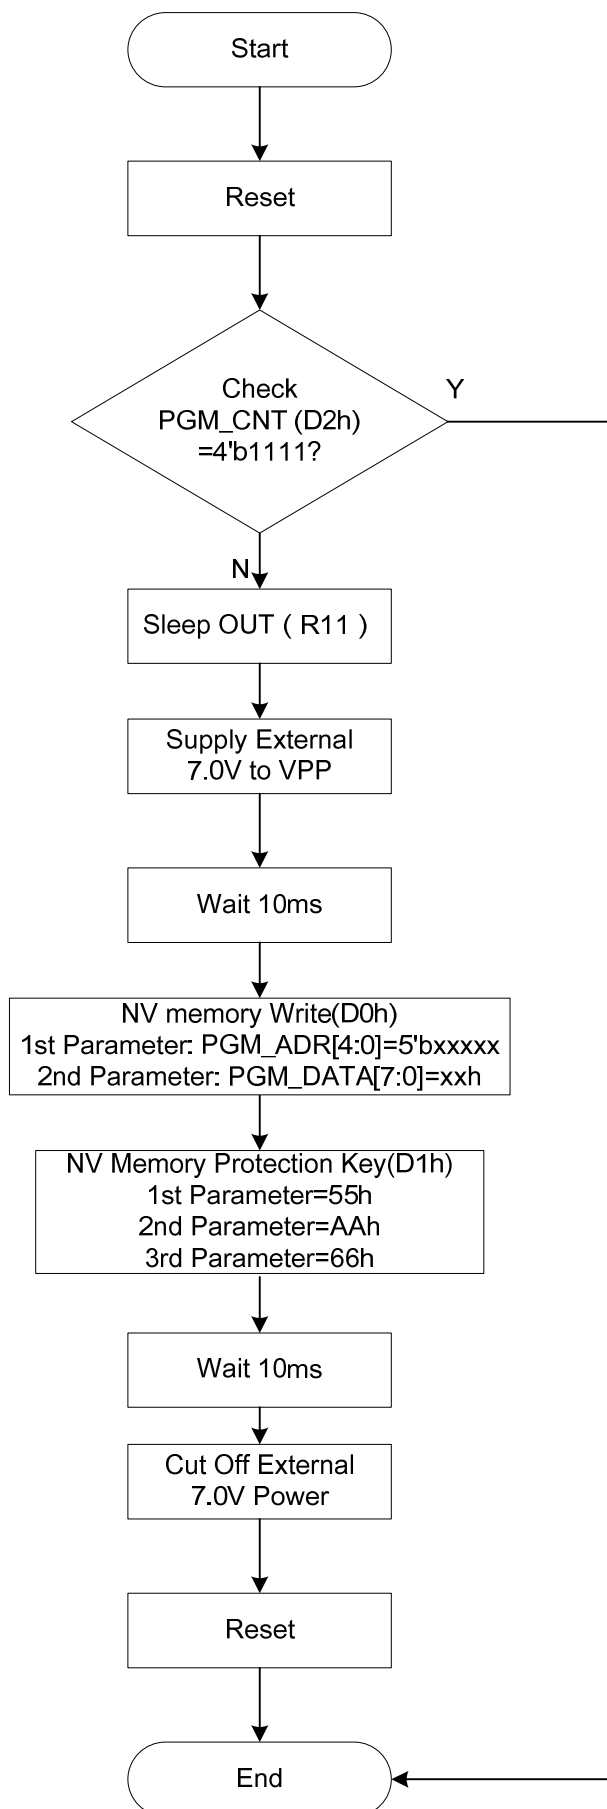 Start
Reset
Check
PGM_CNT (D2h)
=4'b1111?
Y
N
Sleep OUT ( R11 )
Supply External
7.0V to VPP
Wait 10ms
NV memory Write(D0h)
1st Parameter: PGM_ADR[4:0]=5'bxxxxx
2nd Parameter: PGM_DATA[7:0]=xxh
NV Memory Protection Key(D1h)
1st Parameter=55h
2nd Parameter=AAh
3rd Parameter=66h
Wait 10ms
Cut Off External
7.0V Power
Reset
End